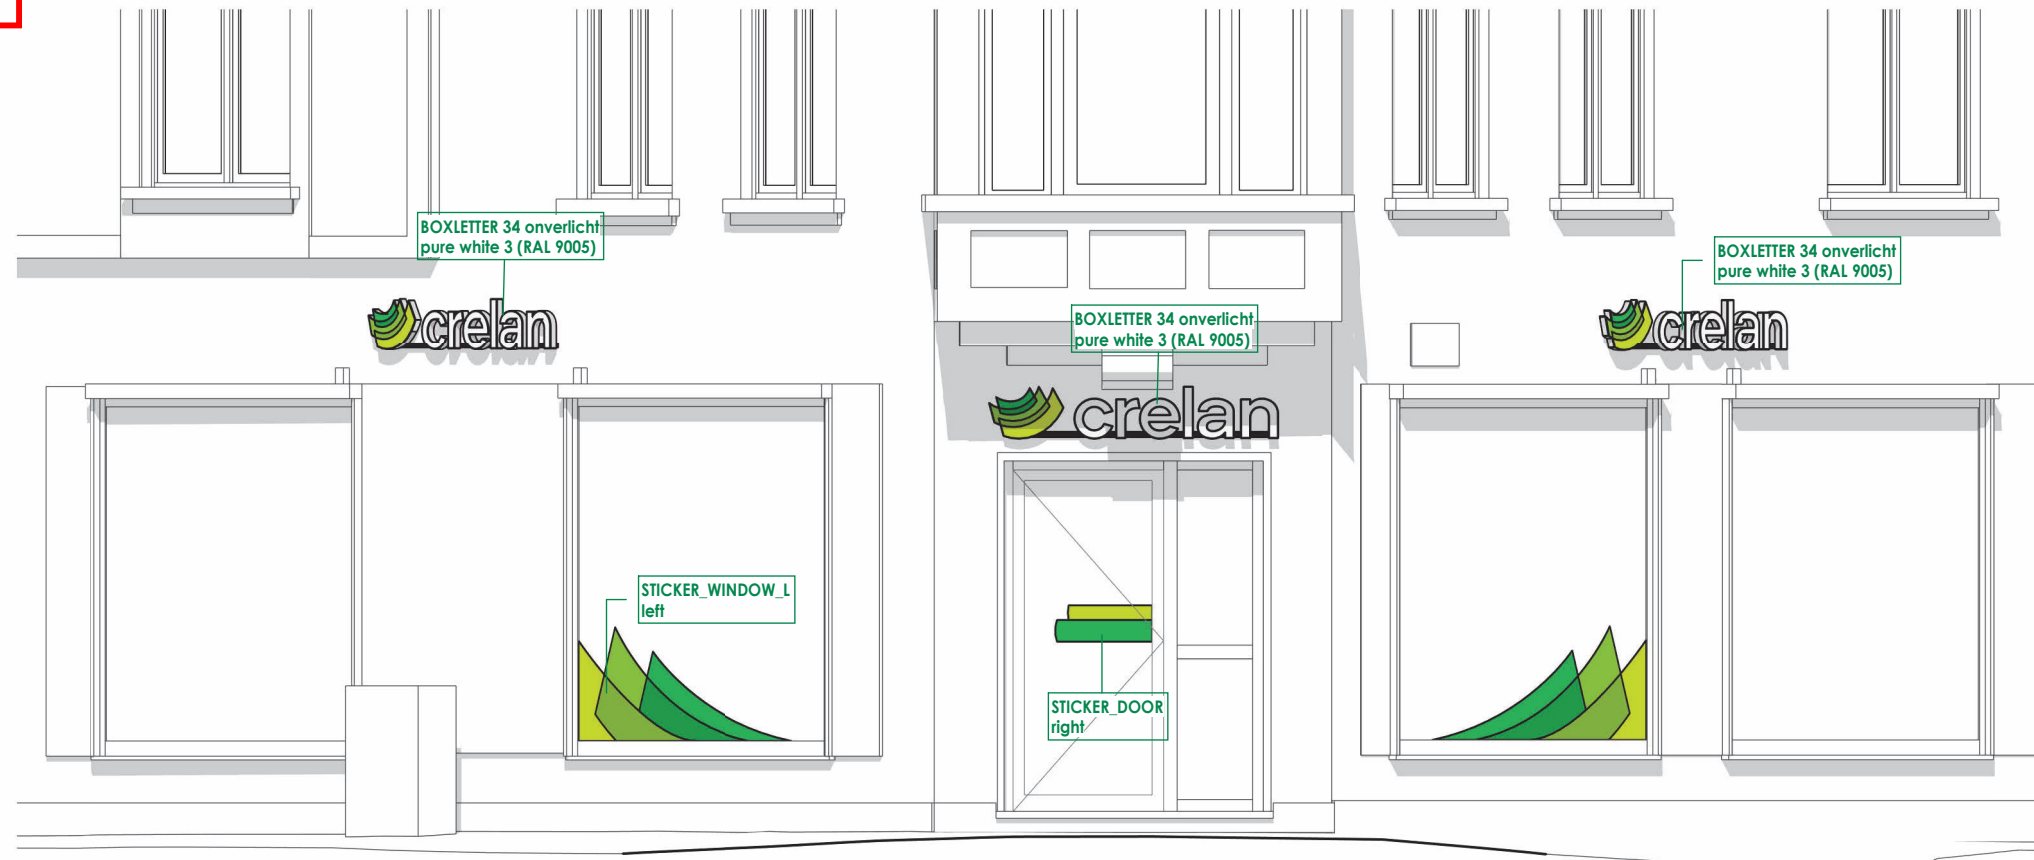 BOXLETTER 34 onverlicht
pure white 3 (RAL 9005)
BOXLETTER 34 onverlicht
pure white 3 (RAL 9005)
crelan
BOXLETTER 34 onverlicht
pure white 3 (RAL 9005)
crelan
crelan
STICKER_WINDOW_L
left
STICKER_DOOR
right